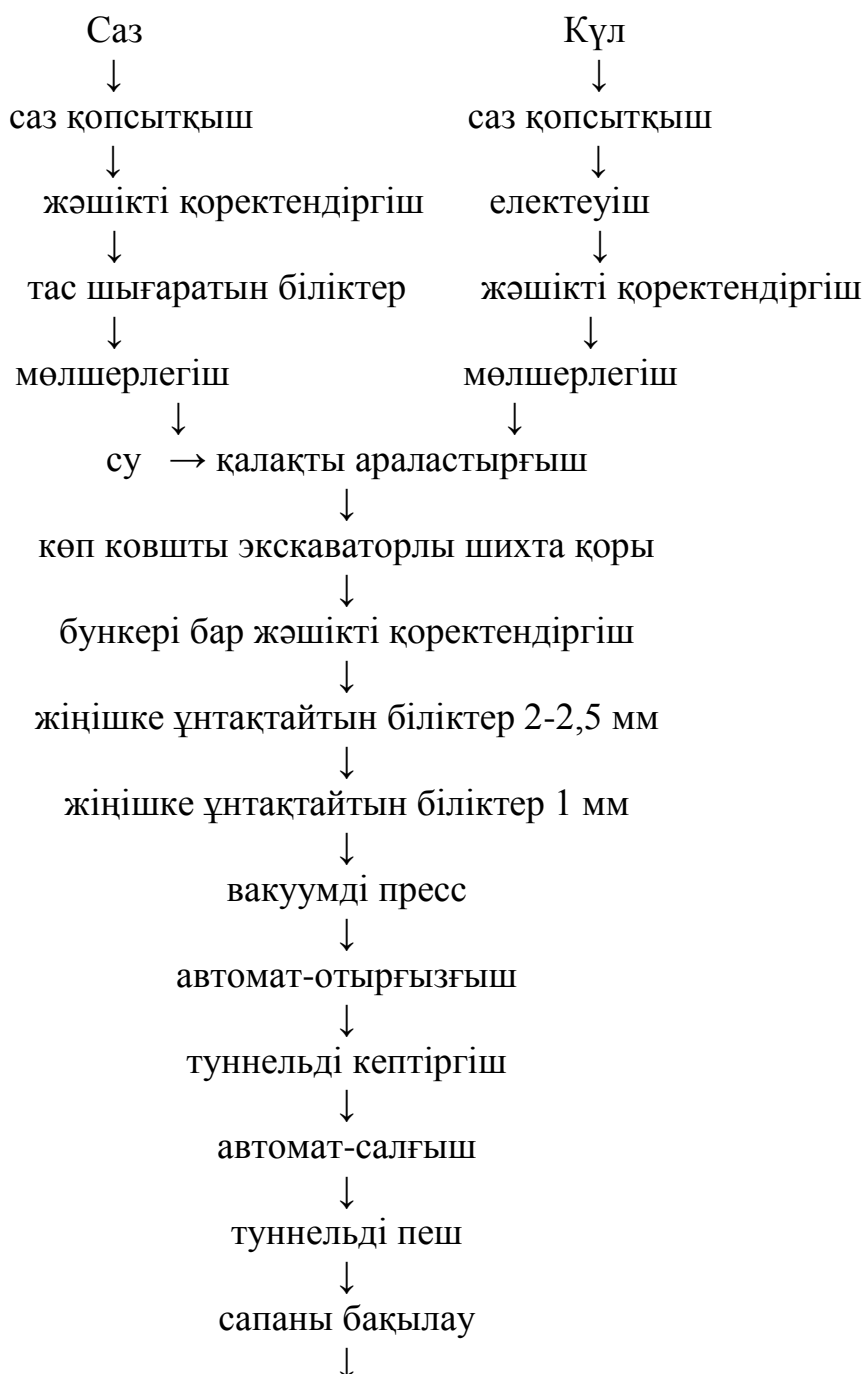 Саз Күл
↓ ↓
саз қопсытқыш саз қопсытқыш
↓ ↓
жәшікті қоректендіргіш електеуіш
↓ ↓
тас шығаратын біліктер жәшікті қоректендіргіш
↓ ↓
мөлшерлегіш мөлшерлегіш
↓ ↓
су → қалақты араластырғыш
↓
көп ковшты экскаваторлы шихта қоры
↓
бункері бар жәшікті қоректендіргіш
↓
жіңішке ұнтақтайтын біліктер 2-2,5 мм
↓
жіңішке ұнтақтайтын біліктер 1 мм
↓
вакуумді пресс
↓
автомат-отырғызғыш
↓
туннельді кептіргіш
↓
автомат-салғыш
↓
туннельді пеш
↓
сапаны бақылау
↓